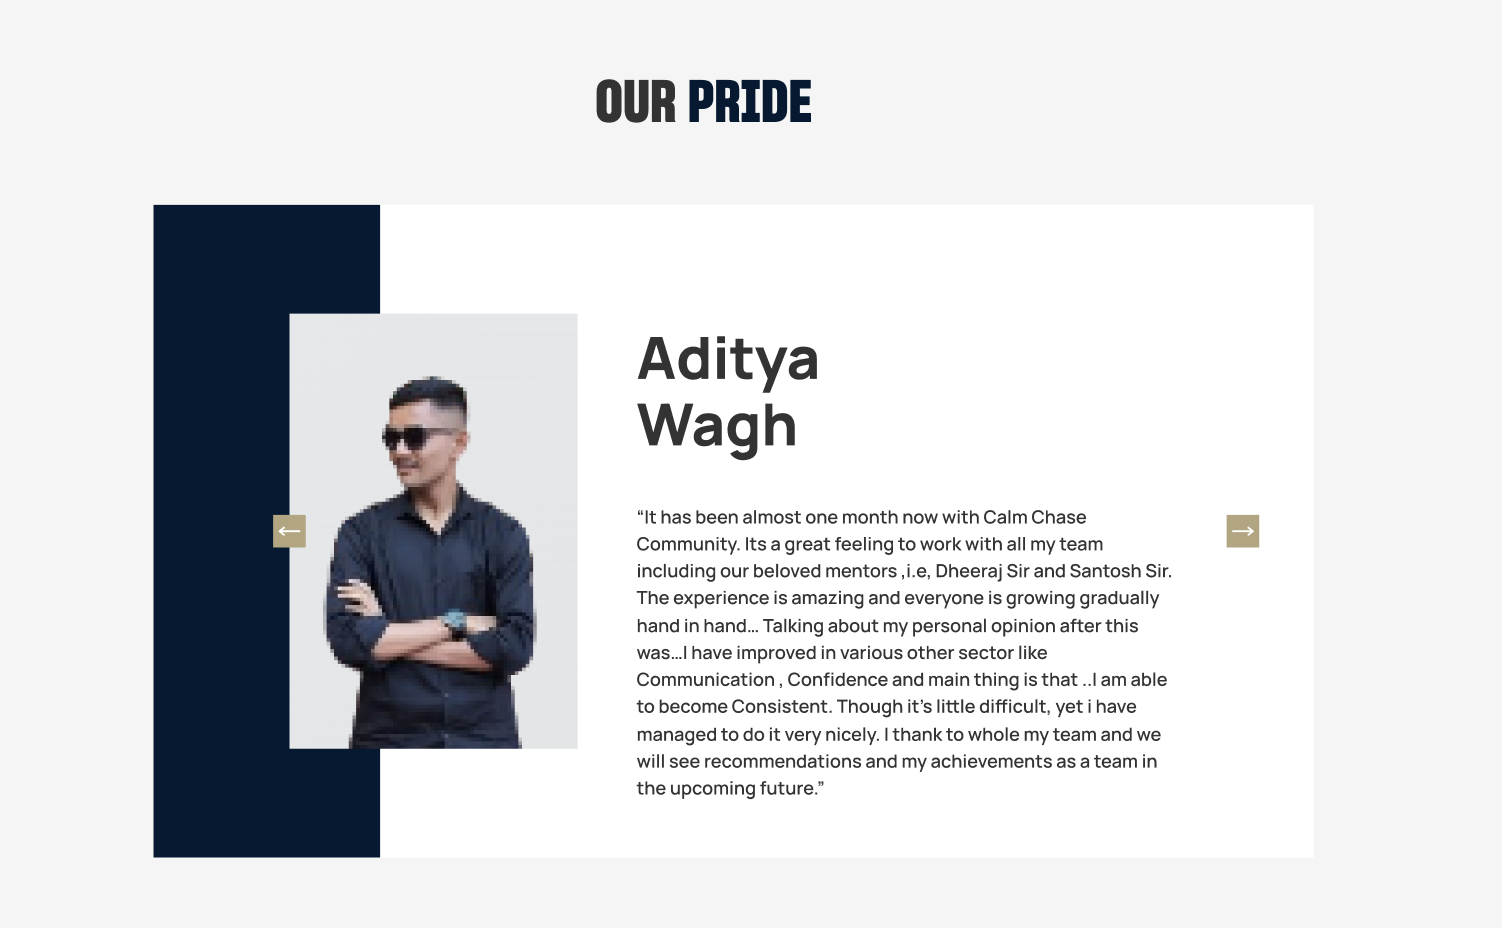 OUR PRIDE
Aditya
Wagh
“It has been almost one month now with Calm Chase
Community. Its a great feeling to work with all my team
including our beloved mentors ,i.e, Dheeraj Sir and Santosh Sir.
The experience is amazing and everyone is growing gradually
hand in hand... Talking about my personal opinion after this
was...I have improved in various other sector like
Communication , Confidence and main thing is that ..I am able
to become Consistent. Though it’s little difficult, yet i have
managed to do it very nicely. I thank to whole my team and we
will see recommendations and my achievements as a team in
the upcoming future.”